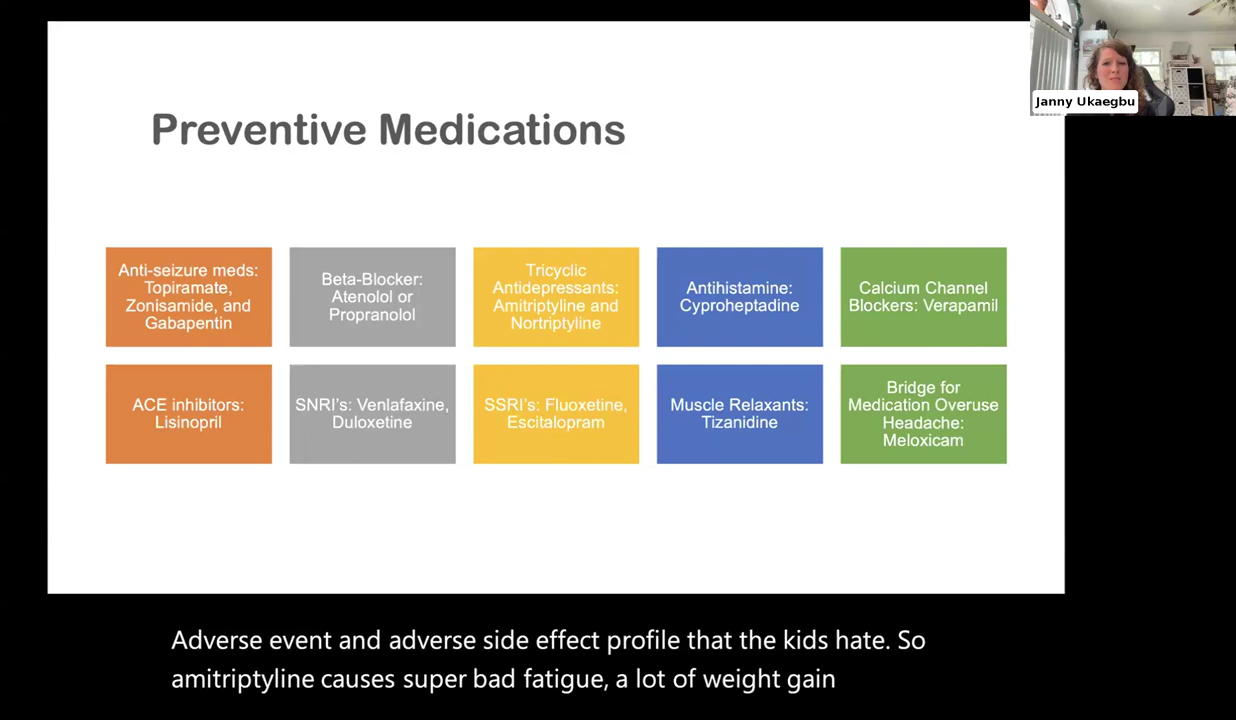 Janny Ukaegbu
Preventive Medications
Anti-seizure meds:
Topiramate,
Zonisamide, and
Gabapentin
Beta-Blocker:
Atenolol or
Propranolol
Tricyclic
Antidepressants:
Amitriptyline and
Nortriptyline
Antihistamine:
Cyproheptadine
Calcium Channel
Blockers: Verapamil
ACE inhibitors:
Lisinopril
SNRI's: Venlafaxine,
Duloxetine
SSRI's: Fluoxetine,
Escitalopram
Muscle Relaxants:
Tizanidine
Bridge for
Medication Overuse
Headache:
Meloxicam
Adverse event and adverse side effect profile that the kids hate. So
amitriptyline causes super bad fatigue, a lot of weight gain